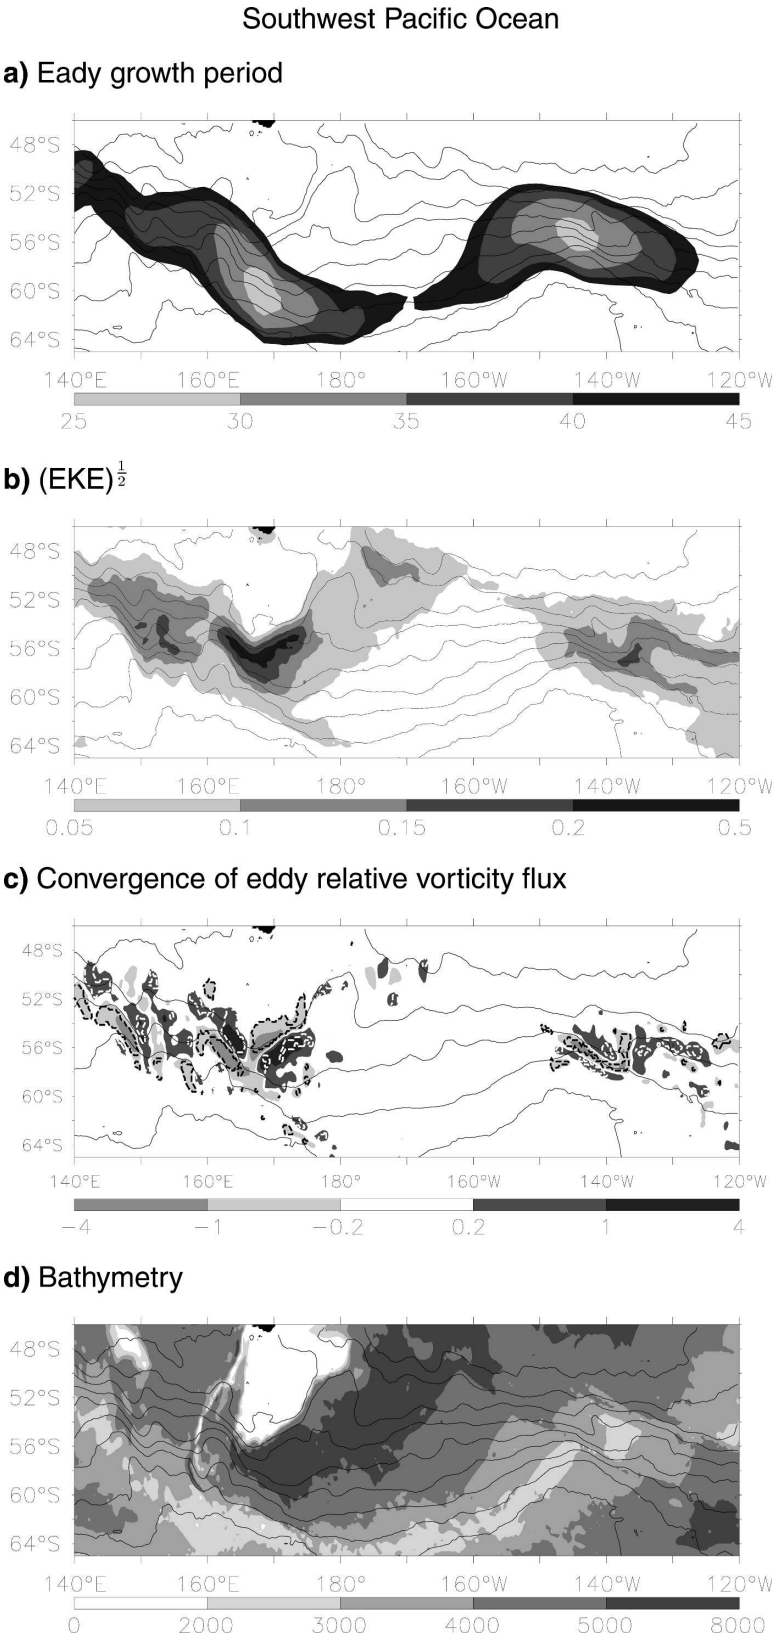 Southwest Pacific Ocean
a) Eady growth period
48°S
52°S
56°S
60°S
64°S
140°E 160°E 180° 160°W 140°W 120°W
25 30 35 40 45
b) (EKE)^{1/2}
48°S
52°S
56°S
60°S
64°S
140°E 160°E 180° 160°W 140°W 120°W
0.05 0.1 0.15 0.2 0.5
c) Convergence of eddy relative vorticity flux
48°S
52°S
56°S
60°S
64°S
140°E 160°E 180° 160°W 140°W 120°W
−4 −1 −0.2 0.2 1 4
d) Bathymetry
48°S
52°S
56°S
60°S
64°S
140°E 160°E 180° 160°W 140°W 120°W
0 2000 3000 4000 5000 8000